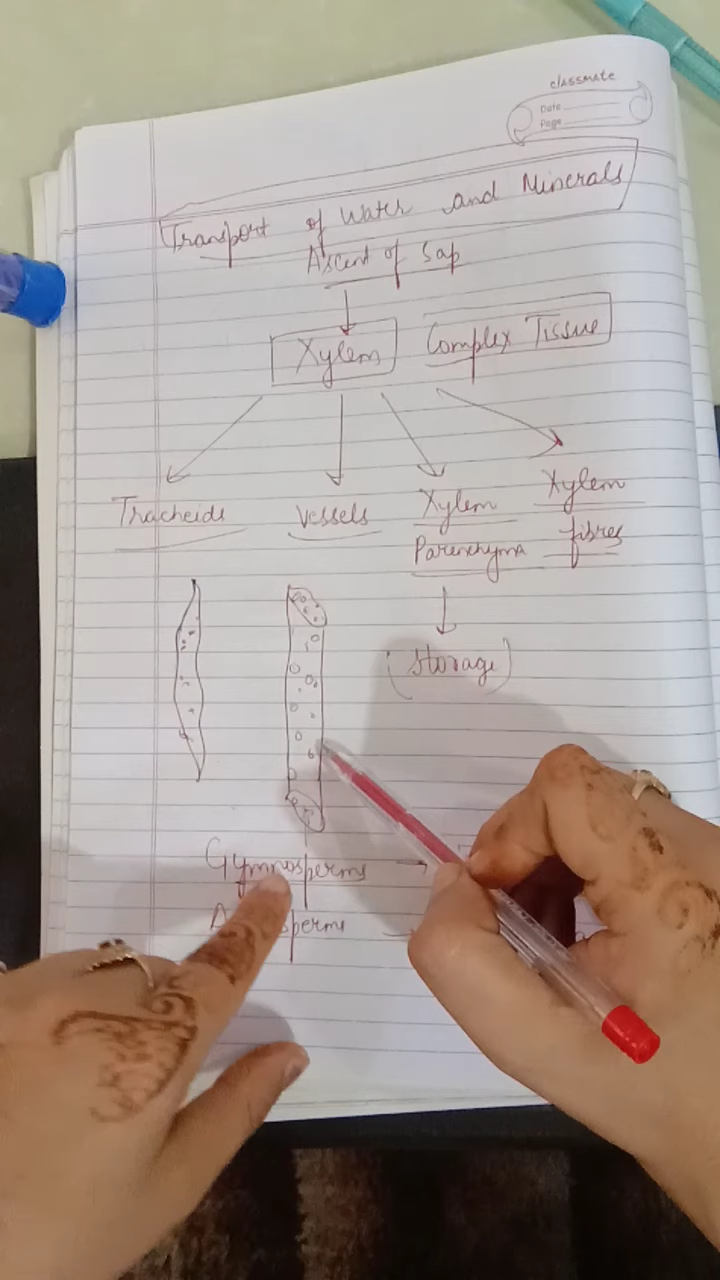 classmate
Date
Page
Transport of Water and Minerals
Ascent of Sap
Xylem Complex Tissue
Tracheids Vessels Xylem Parenchyma Xylem fibres
(Storage)
Gymnosperms →